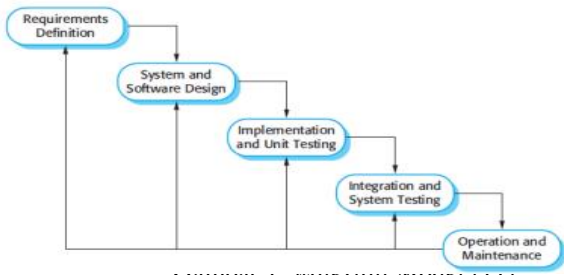 Requirements
Definition
System and
Software Design
Implementation
and Unit Testing
Integration and
System Testing
Operation and
Maintenance